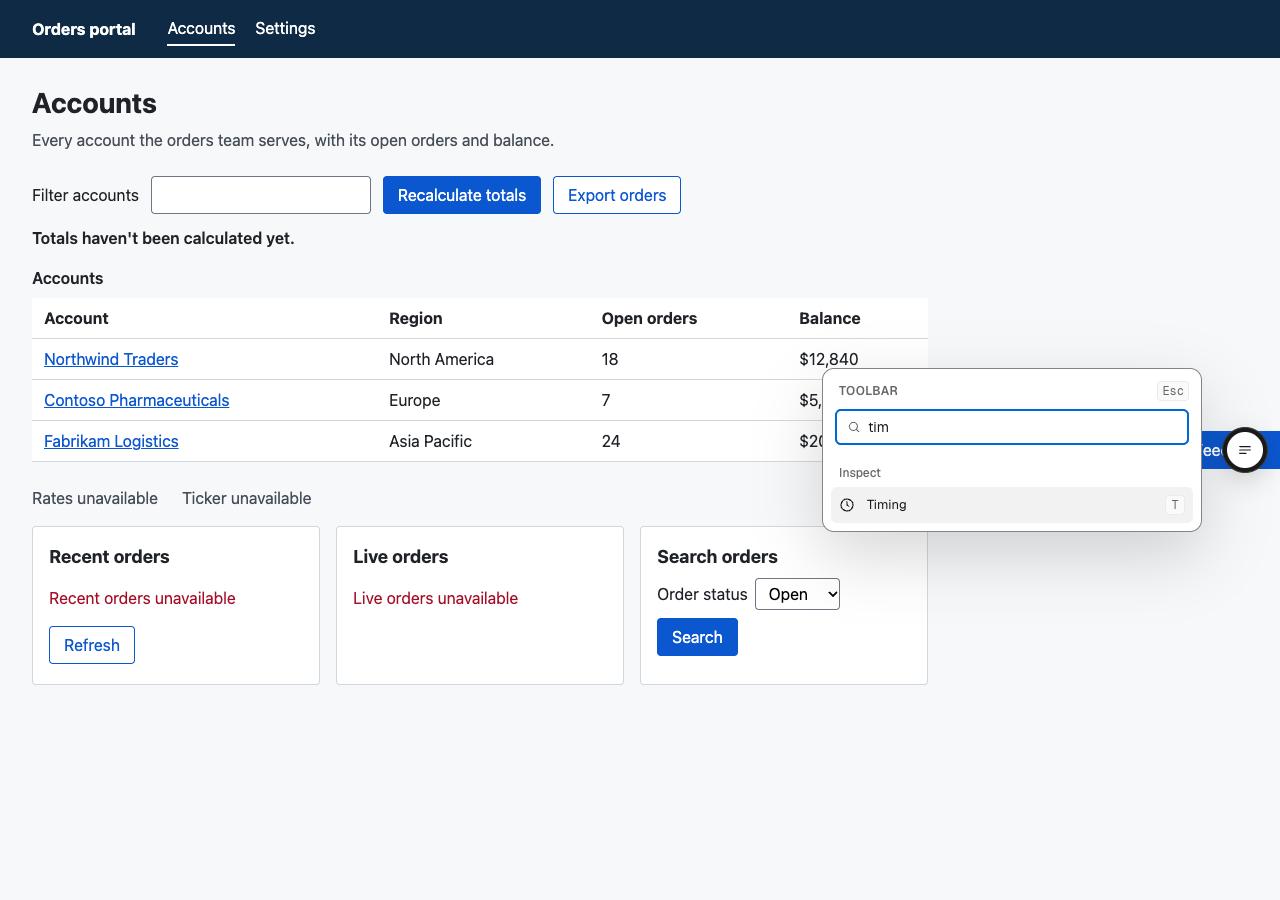 Orders portal Accounts Settings
Accounts
Every account the orders team serves, with its open orders and balance.
Filter accounts Recalculate totals Export orders
Totals haven't been calculated yet.
Accounts
Account Region Open orders Balance
Northwind Traders North America 18 $12,840
Contoso Pharmaceuticals Europe 7 $5,
Fabrikam Logistics Asia Pacific 24 $20
TOOLBAR Esc
tim
Inspect
Timing T
Rates unavailable Ticker unavailable
Recent orders
Recent orders unavailable
Refresh
Live orders
Live orders unavailable
Search orders
Order status Open
Search